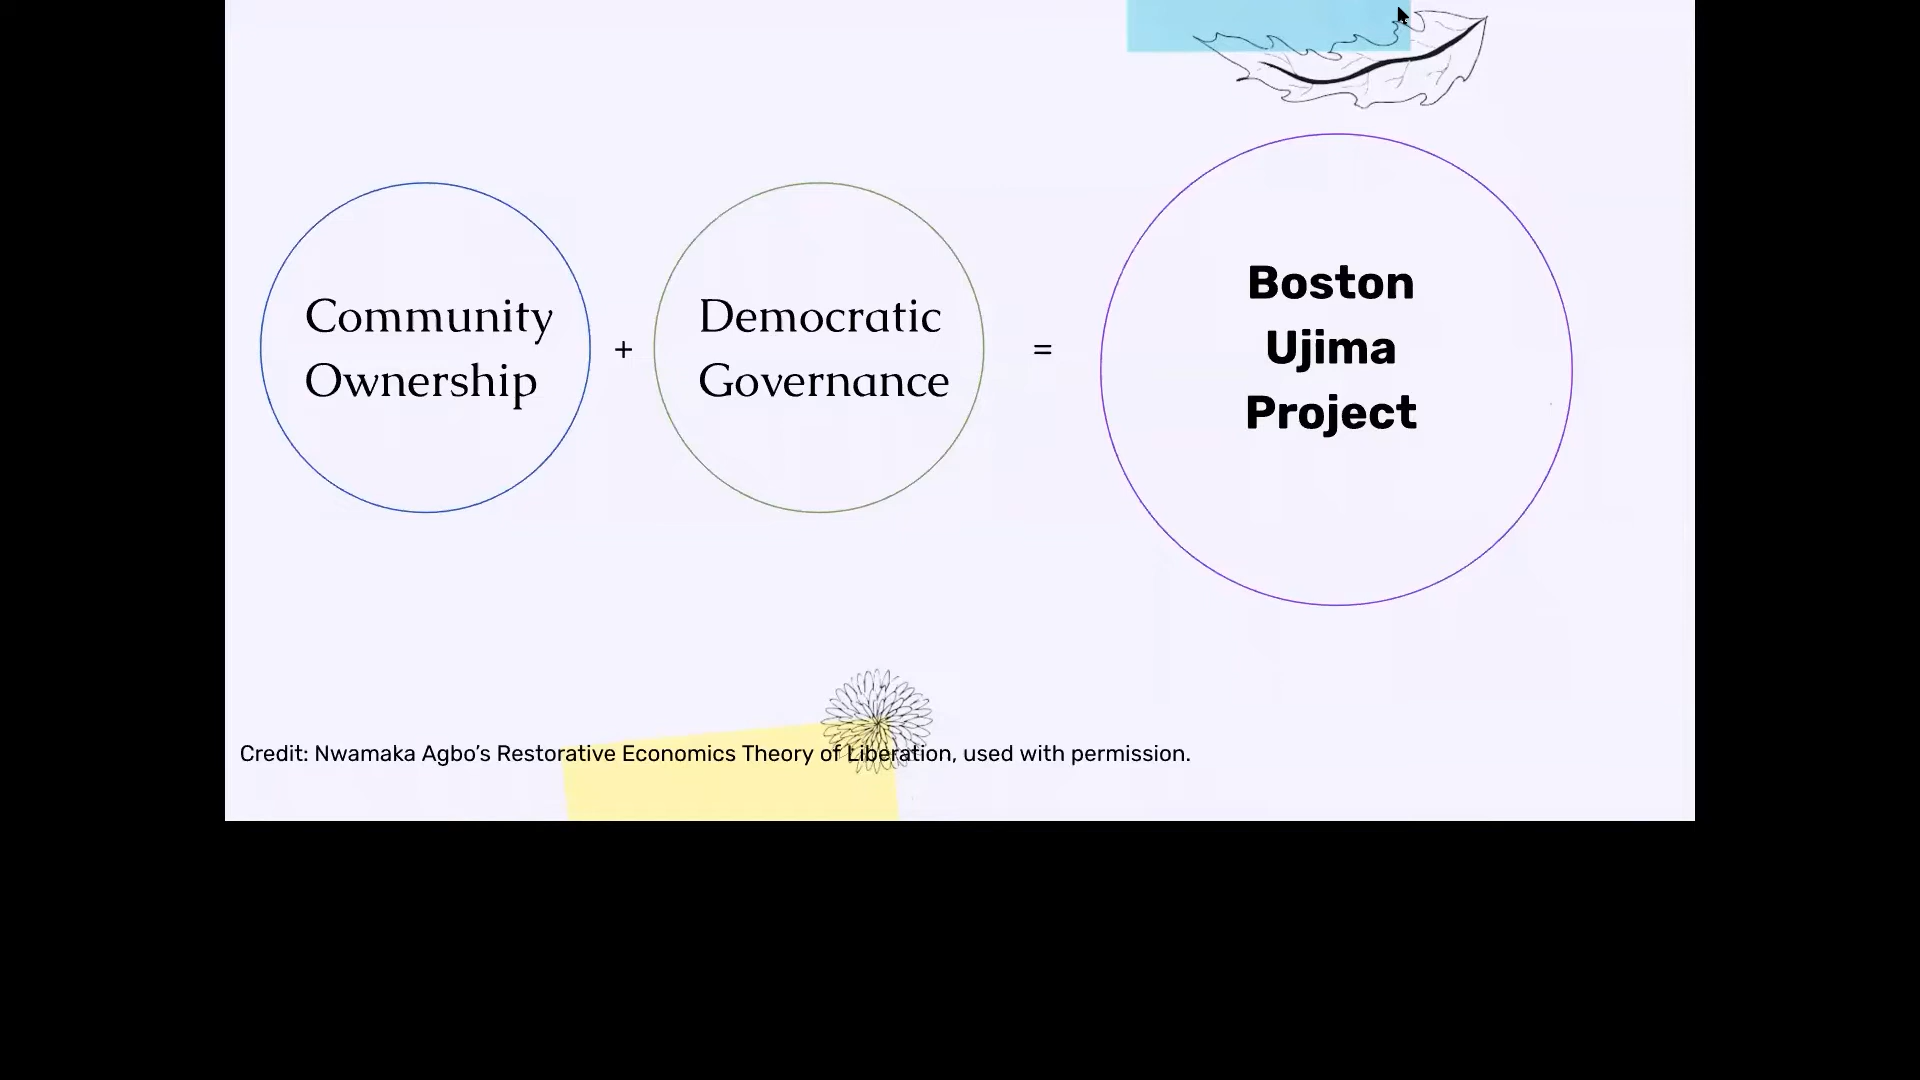 Community
Ownership
+
Democratic
Governance
=
Boston
Ujima
Project
Credit: Nwamaka Agbo’s Restorative Economics Theory of Liberation, used with permission.